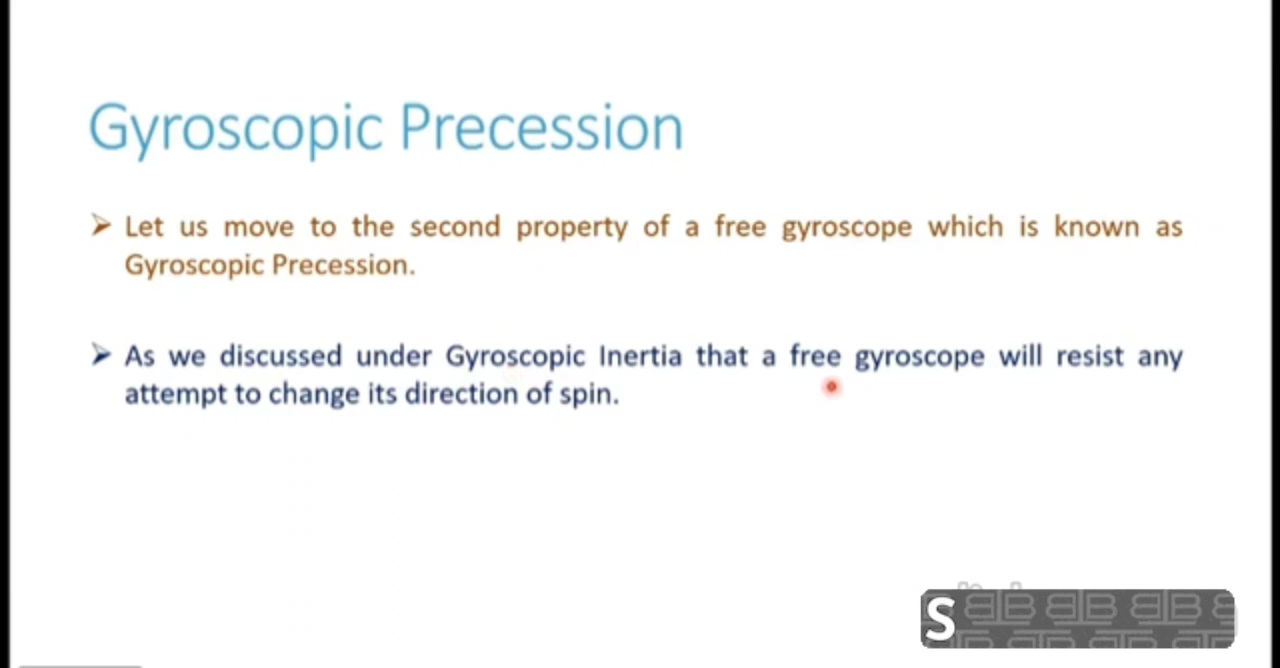 Gyroscopic Precession
Let us move to the second property of a free gyroscope which is known as
Gyroscopic Precession.
As we discussed under Gyroscopic Inertia that a free gyroscope will resist any
attempt to change its direction of spin.
S